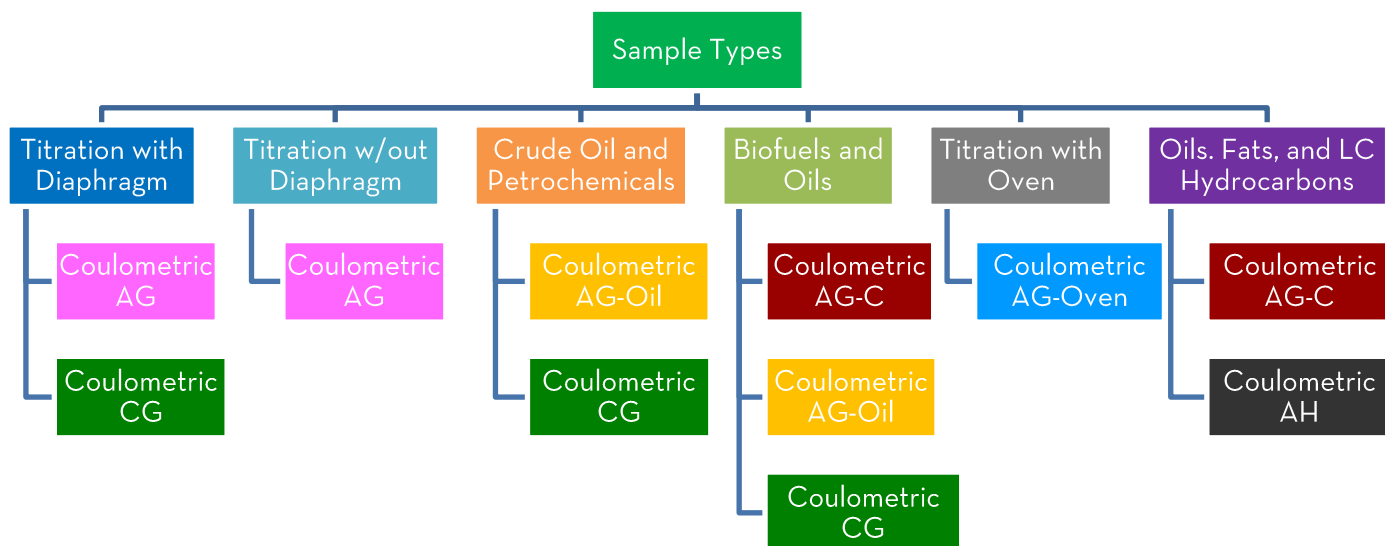 Sample Types
Titration with
Diaphragm
Titration w/out
Diaphragm
Crude Oil and
Petrochemicals
Biofuels and
Oils
Titration with
Oven
Oils. Fats, and LC
Hydrocarbons
Coulometric
AG
Coulometric
AG
Coulometric
AG-Oil
Coulometric
AG-C
Coulometric
AG-Oven
Coulometric
AG-C
Coulometric
CG
Coulometric
CG
Coulometric
AG-Oil
Coulometric
AH
Coulometric
CG